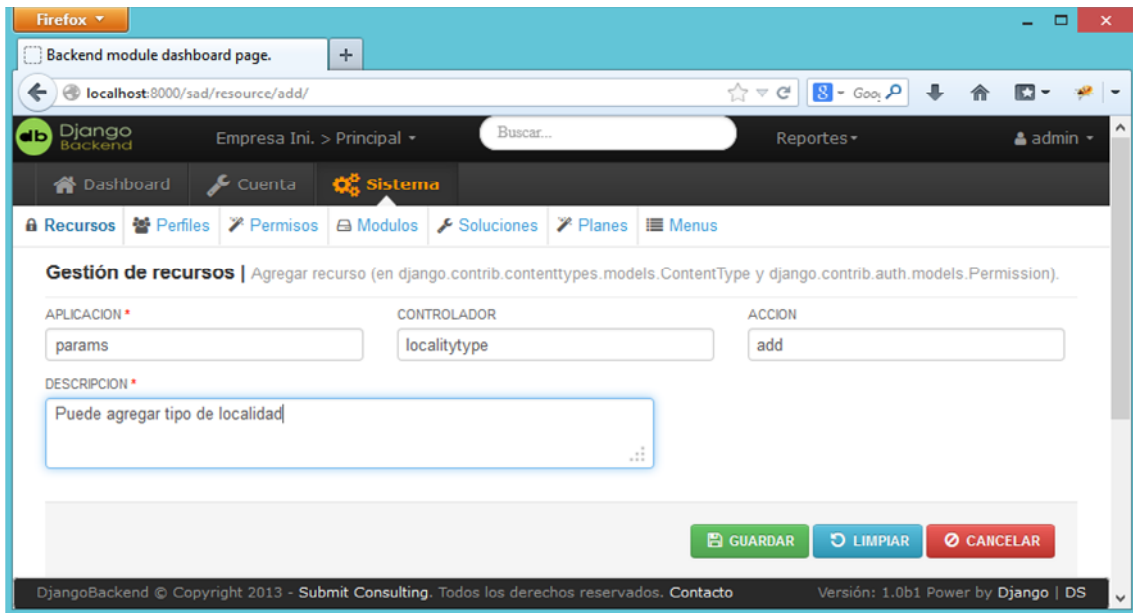 Firefox
Backend module dashboard page.
localhost:8000/sad/resource/add/
Django
Backend
db
Empresa Ini. > Principal
Buscar...
Reportes
admin
Dashboard
Cuenta
Sistema
Recursos
Perfiles
Permisos
Modulos
Soluciones
Planes
Menus
Gestión de recursos | Agregar recurso (en django.contrib.contenttypes.models.ContentType y django.contrib.auth.models.Permission).
APLICACION *
CONTROLADOR
ACCION
params
localitytype
add
DESCRIPCION *
Puede agregar tipo de localidad
GUARDAR
LIMPIAR
CANCELAR
DjangoBackend © Copyright 2013 - Submit Consulting. Todos los derechos reservados. Contacto
Versión: 1.0b1 Power by Django | DS